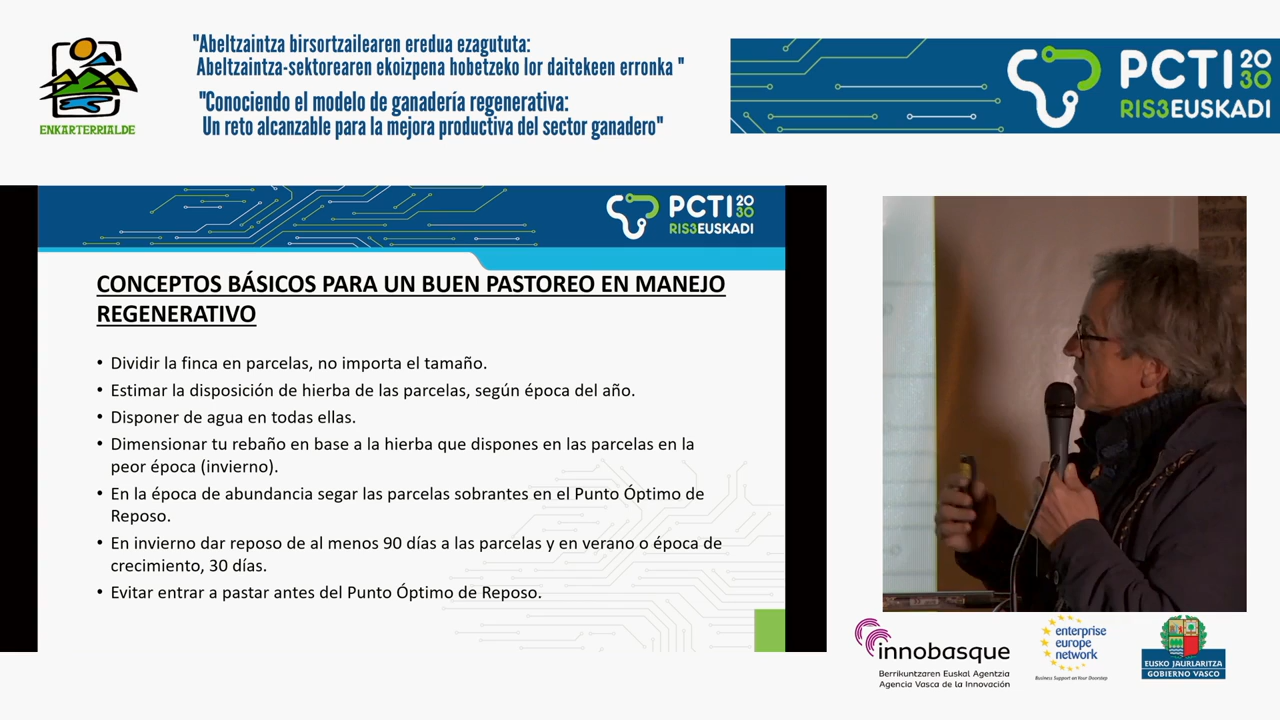 "Abeltzaintza birsortzailearen eredua ezagututa:
Abeltzaintza-sektorearen ekoizpena hobetzeko lor daitekeen erronka "
"Conociendo el modelo de ganadería regenerativa:
Un reto alcanzable para la mejora productiva del sector ganadero"
ENKARTERRIALDE
PCTI 2030
RIS3EUSKADI
PCTI 2030
RIS3EUSKADI
CONCEPTOS BÁSICOS PARA UN BUEN PASTOREO EN MANEJO
REGENERATIVO
• Dividir la finca en parcelas, no importa el tamaño.
• Estimar la disposición de hierba de las parcelas, según época del año.
• Disponer de agua en todas ellas.
• Dimensionar tu rebaño en base a la hierba que dispones en las parcelas en la
peor época (invierno).
• En la época de abundancia segar las parcelas sobrantes en el Punto Óptimo de
Reposo.
• En invierno dar reposo de al menos 90 días a las parcelas y en verano o época de
crecimiento, 30 días.
• Evitar entrar a pastar antes del Punto Óptimo de Reposo.
innobasque
Berrikuntzaren Euskal Agentzia
Agencia Vasca de la Innovación
enterprise
europe
network
Business Support on Your Doorstep
EUSKO JAURLARITZA
GOBIERNO VASCO